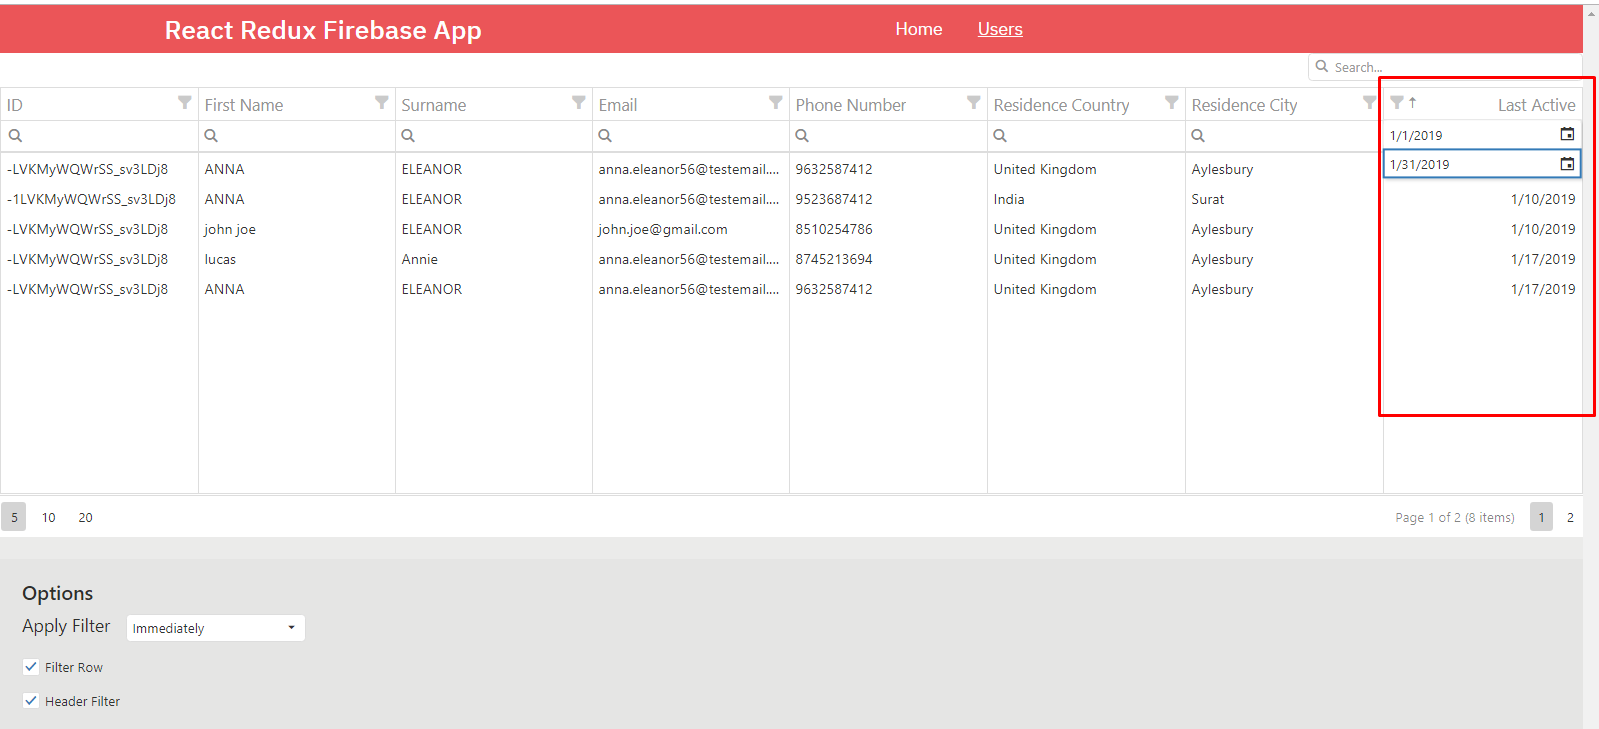 React Redux Firebase App Home Users
Search...
ID First Name Surname Email Phone Number Residence Country Residence City Last Active
1/1/2019
-LVKMyWQWrSS_sv3LDj8 ANNA ELEANOR anna.eleanor56@testemail.... 9632587412 United Kingdom Aylesbury 1/31/2019
-1LVKMyWQWrSS_sv3LDj8 ANNA ELEANOR anna.eleanor56@testemail.... 9523687412 India Surat 1/10/2019
-LVKMyWQWrSS_sv3LDj8 john joe ELEANOR john.joe@gmail.com 8510254786 United Kingdom Aylesbury 1/10/2019
-LVKMyWQWrSS_sv3LDj8 lucas Annie anna.eleanor56@testemail.... 8745213694 United Kingdom Aylesbury 1/17/2019
-LVKMyWQWrSS_sv3LDj8 ANNA ELEANOR anna.eleanor56@testemail.... 9632587412 United Kingdom Aylesbury 1/17/2019
5 10 20 Page 1 of 2 (8 items) 1 2
Options
Apply Filter Immediately
Filter Row
Header Filter